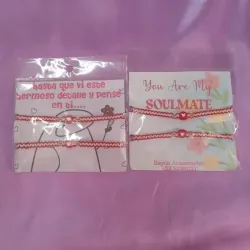 hasta que vi este
hermoso detalle y pensé
en ti....
You Are My
SOULMATE